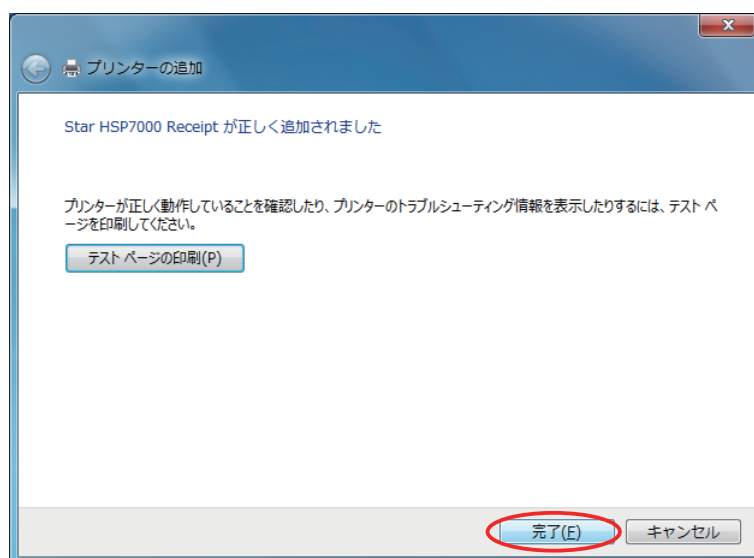 プリンターの追加
Star HSP7000 Receipt が正しく追加されました
プリンターが正しく動作していることを確認したり、プリンターのトラブルシューティング情報を表示したりするには、テスト ペ
ージを印刷してください。
テスト ページの印刷(P)
完了(F) キャンセル